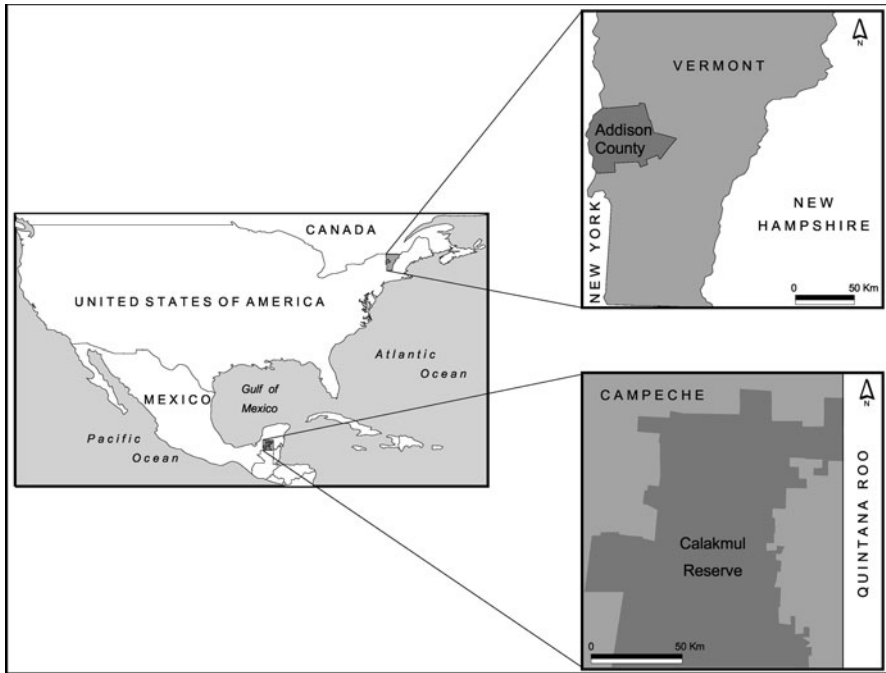 CANADA
UNITED STATES OF AMERICA
Atlantic
Ocean
MEXICO
Gulf of
Mexico
Pacific
Ocean
N
VERMONT
Addison
County
NEW YORK
NEW
HAMPSHIRE
0 50 Km
CAMPECHE
N
QUINTANA ROO
Calakmul
Reserve
0 50 Km